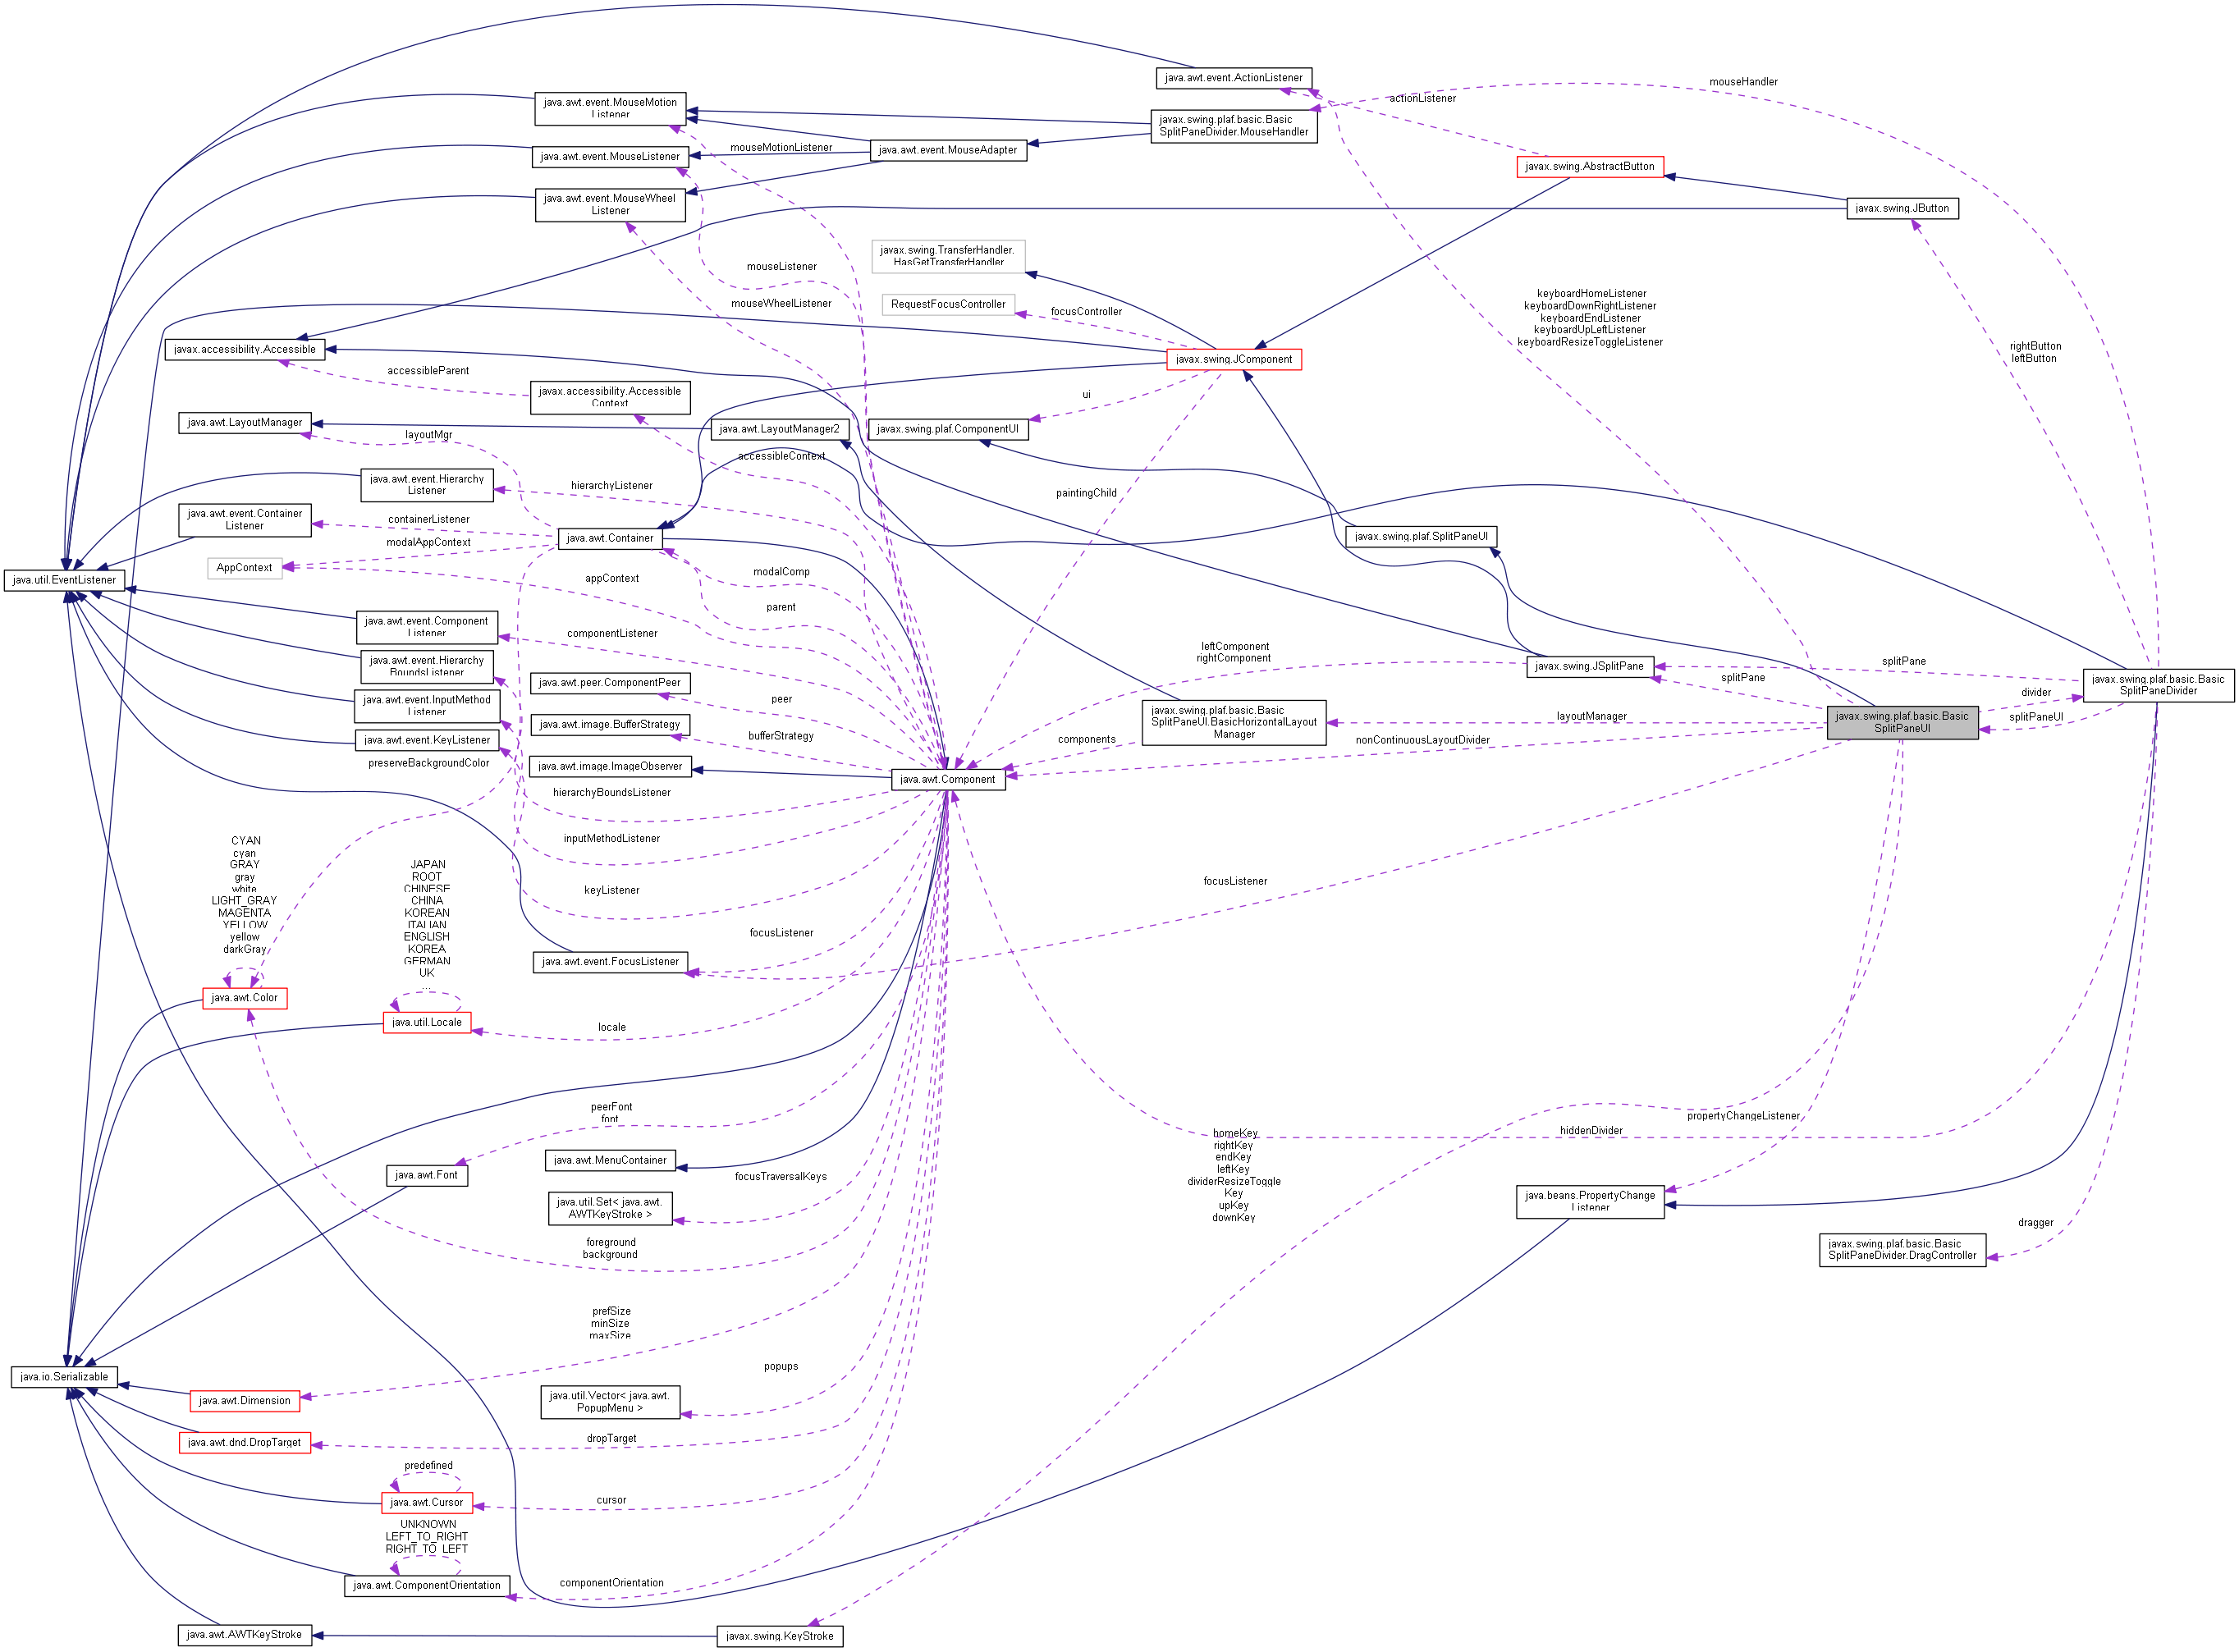 java.awt.event.ActionListener
mouseHandler
actionListener
java.awt.event.MouseMotion
Listener
javax.swing.plaf.basic.Basic
SplitPaneDivider.MouseHandler
mouseMotionListener
java.awt.event.MouseAdapter
java.awt.event.MouseListener
javax.swing.AbstractButton
java.awt.event.MouseWheel
Listener
javax.swing.JButton
javax.swing.TransferHandler.
HasGetTransferHandler
mouseListener
mouseWheelListener
RequestFocusController
focusController
keyboardHomeListener
keyboardDownRightListener
keyboardEndListener
keyboardUpLeftListener
keyboardResizeToggleListener
rightButton
leftButton
javax.accessibility.Accessible
javax.swing.JComponent
accessibleParent
javax.accessibility.Accessible
Context
ui
java.awt.LayoutManager
layoutMgr
java.awt.LayoutManager2
javax.swing.plaf.ComponentUI
accessibleContext
java.awt.event.Hierarchy
Listener
hierarchyListener
paintingChild
java.awt.event.Container
Listener
containerListener
java.awt.Container
javax.swing.plaf.SplitPaneUI
modalAppContext
AppContext
java.util.EventListener
appContext
modalComp
parent
java.awt.event.Component
Listener
componentListener
leftComponent
rightComponent
java.awt.event.Hierarchy
BoundsListener
javax.swing.JSplitPane
splitPane
splitPane
javax.swing.plaf.basic.Basic
SplitPaneDivider
java.awt.peer.ComponentPeer
peer
divider
java.awt.event.InputMethod
Listener
java.awt.image.BufferStrategy
bufferStrategy
javax.swing.plaf.basic.Basic
SplitPaneUI.BasicHorizontalLayout
Manager
components
layoutManager
nonContinuousLayoutDivider
javax.swing.plaf.basic.Basic
SplitPaneUI
splitPaneUI
java.awt.event.KeyListener
preserveBackgroundColor
java.awt.image.ImageObserver
java.awt.Component
hierarchyBoundsListener
inputMethodListener
keyListener
focusListener
CYAN
cyan
GRAY
gray
white
LIGHT_GRAY
MAGENTA
YELLOW
yellow
darkGray
JAPAN
ROOT
CHINESE
CHINA
KOREAN
ITALIAN
ENGLISH
KOREA
GERMAN
UK
...
focusListener
java.awt.event.FocusListener
java.awt.Color
java.util.Locale
locale
peerFont
font
java.awt.MenuContainer
java.awt.Font
focusTraversalKeys
java.util.Set< java.awt.
AWTKeyStroke >
homeKey
rightKey
endKey
leftKey
dividerResizeToggle
Key
upKey
downKey
propertyChangeListener
hiddenDivider
java.beans.PropertyChange
Listener
dragger
javax.swing.plaf.basic.Basic
SplitPaneDivider.DragController
foreground
background
prefSize
minSize
maxSize
java.io.Serializable
java.awt.Dimension
popups
java.util.Vector< java.awt.
PopupMenu >
java.awt.dnd.DropTarget
dropTarget
predefined
java.awt.Cursor
cursor
UNKNOWN
LEFT_TO_RIGHT
RIGHT_TO_LEFT
java.awt.ComponentOrientation
componentOrientation
java.awt.AWTKeyStroke
javax.swing.KeyStroke